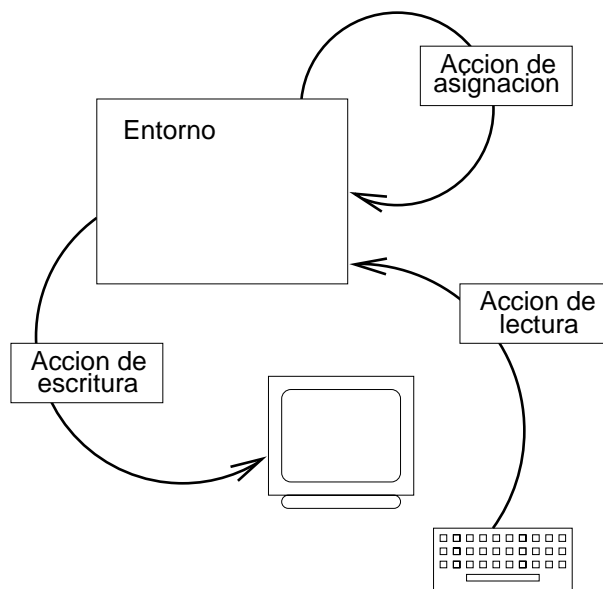 Accion de
asignacion
Entorno
Accion de
lectura
Accion de
escritura